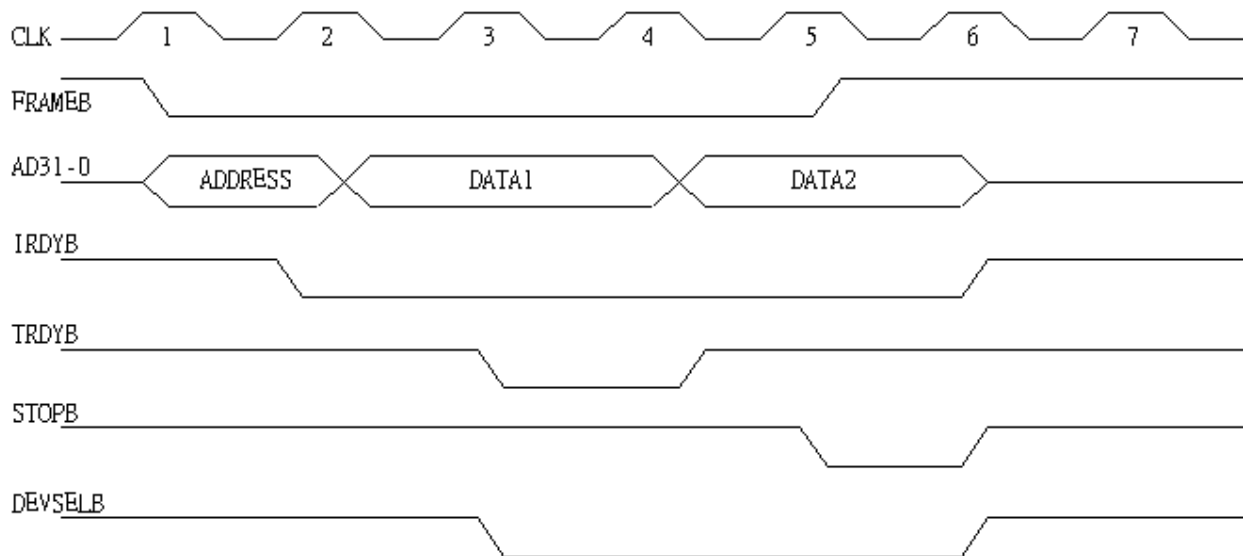 CLK 1 2 3 4 5 6 7
FRAMEB
AD31-0 ADDRESS DATA1 DATA2
IRDYB
TRDYB
STOPB
DEVSELB